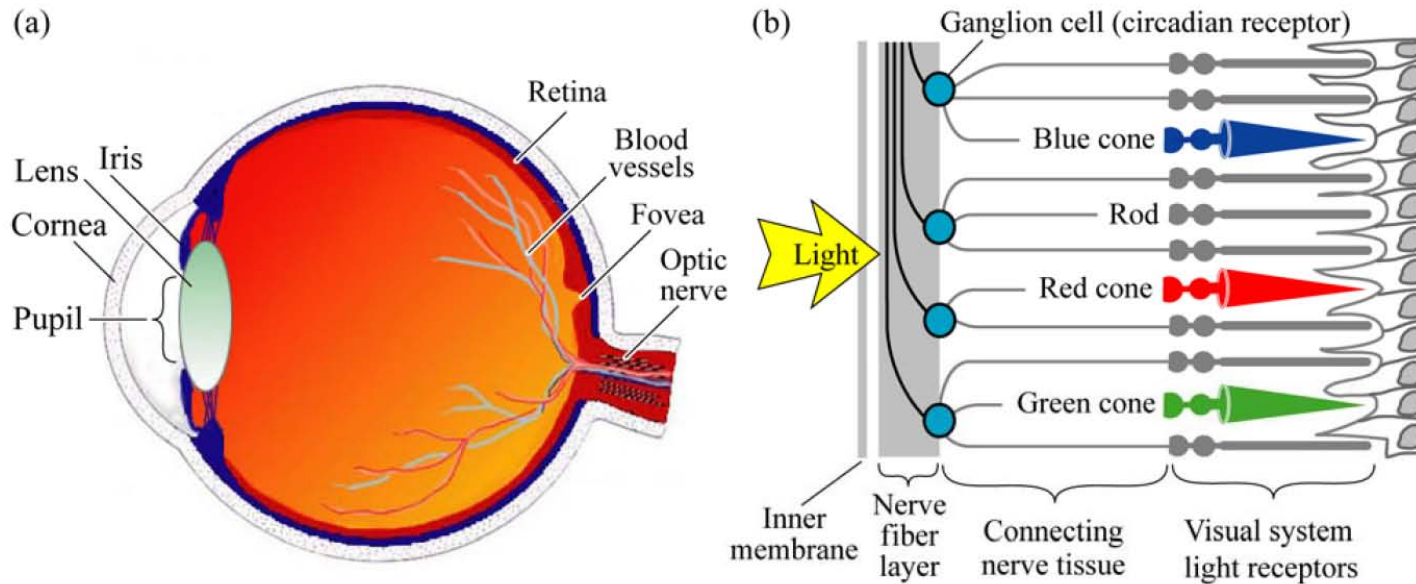 (a)
Retina
Blood
vessels
Iris
Lens
Cornea
Fovea
Optic
nerve
Pupil
(b)
Ganglion cell (circadian receptor)
Blue cone
Rod
Light
Red cone
Green cone
Inner
membrane
Nerve
fiber
layer
Connecting
nerve tissue
Visual system
light receptors